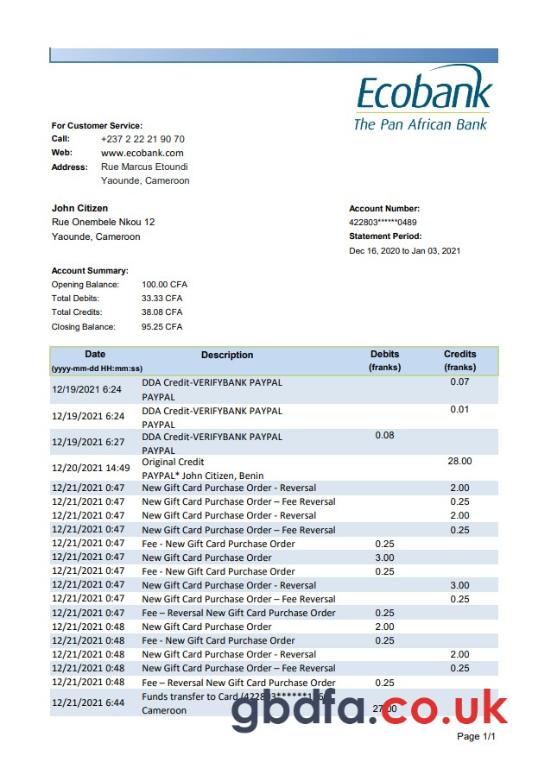 Ecobank
The Pan African Bank
For Customer Service:
Call: +237 2 22 21 90 70
Web: www.ecobank.com
Address: Rue Marcus Etoundi
Yaounde, Cameroon
John Citizen
Rue Onembele Nkou 12
Yaounde, Cameroon
Account Number:
422803******0489
Statement Period:
Dec 16, 2020 to Jan 03, 2021
Account Summary:
Opening Balance: 100.00 CFA
Total Debits: 33.33 CFA
Total Credits: 38.08 CFA
Closing Balance: 95.25 CFA
Date Description Debits Credits
(yyyy-mm-dd HH:mm:ss) (franks) (franks)
12/19/2021 6:24 DDA Credit-VERIFYBANK PAYPAL 0.07
PAYPAL
12/19/2021 6:24 DDA Credit-VERIFYBANK PAYPAL 0.01
PAYPAL
12/19/2021 6:27 DDA Credit-VERIFYBANK PAYPAL 0.08
PAYPAL
12/20/2021 14:49 Original Credit 28.00
PAYPAL* John Citizen, Benin
12/21/2021 0:47 New Gift Card Purchase Order - Reversal 2.00
12/21/2021 0:47 New Gift Card Purchase Order – Fee Reversal 0.25
12/21/2021 0:47 New Gift Card Purchase Order - Reversal 2.00
12/21/2021 0:47 New Gift Card Purchase Order – Fee Reversal 0.25
12/21/2021 0:47 Fee - New Gift Card Purchase Order 0.25
12/21/2021 0:47 New Gift Card Purchase Order 3.00
12/21/2021 0:47 Fee - New Gift Card Purchase Order 0.25
12/21/2021 0:47 New Gift Card Purchase Order - Reversal 3.00
12/21/2021 0:47 New Gift Card Purchase Order – Fee Reversal 0.25
12/21/2021 0:47 Fee – Reversal New Gift Card Purchase Order 0.25
12/21/2021 0:48 New Gift Card Purchase Order 2.00
12/21/2021 0:48 Fee - New Gift Card Purchase Order 0.25
12/21/2021 0:48 New Gift Card Purchase Order - Reversal 2.00
12/21/2021 0:48 New Gift Card Purchase Order – Fee Reversal 0.25
12/21/2021 0:48 Fee – Reversal New Gift Card Purchase Order 0.25
12/21/2021 6:44 Funds transfer to Card
Cameroon 27.00
gbdfa.co.uk
Page 1/1